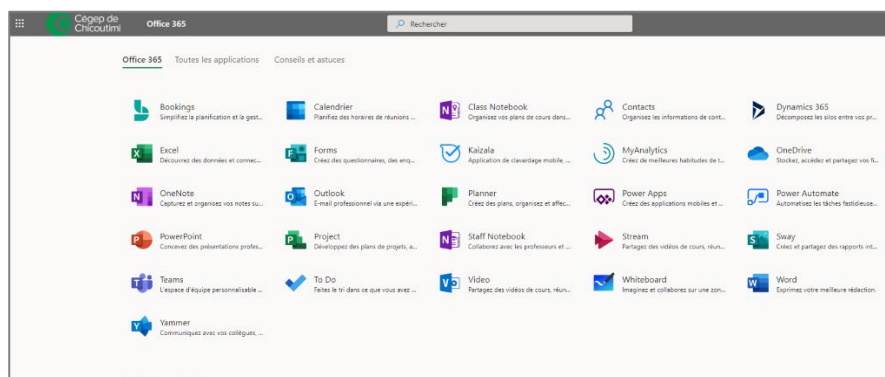 Cégep de
Chicoutimi
Office 365
Rechercher
Office 365 Toutes les applications Conseils et astuces
Bookings
Simplifiez la planification et la gest...
Calendrier
Planifiez des horaires de réunions ...
Class Notebook
Organisez vos plans de cours dans...
Contacts
Organisez les informations de cont...
Dynamics 365
Décomposez les silos entre vos pr...
Excel
Découvrez des données et connec...
Forms
Créez des questionnaires, des enq...
Kaizala
Application de clavardage mobile, ...
MyAnalytics
Créez de meilleures habitudes de t...
OneDrive
Stockez, accédez et partagez vos fi...
OneNote
Capturez et organisez vos notes su...
Outlook
E-mail professionnel via une expéri...
Planner
Créez des plans, organisez et affec...
Power Apps
Créez des applications mobiles et ...
Power Automate
Automatisez les tâches fastidieuse...
PowerPoint
Concevez des présentations profes...
Project
Développez des plans de projets, a...
Staff Notebook
Collaborez avec les professeurs et ...
Stream
Partagez des vidéos de cours, réun...
Sway
Créez et partagez des rapports int...
Teams
L'espace d'équipe personnalisable ...
To Do
Faites le tri dans ce que vous avez ...
Video
Partagez des vidéos de cours, réun...
Whiteboard
Imaginez et collaborez sur une zon...
Word
Exprimez votre meilleure rédaction.
Yammer
Communiquez avec vos collègues, ...